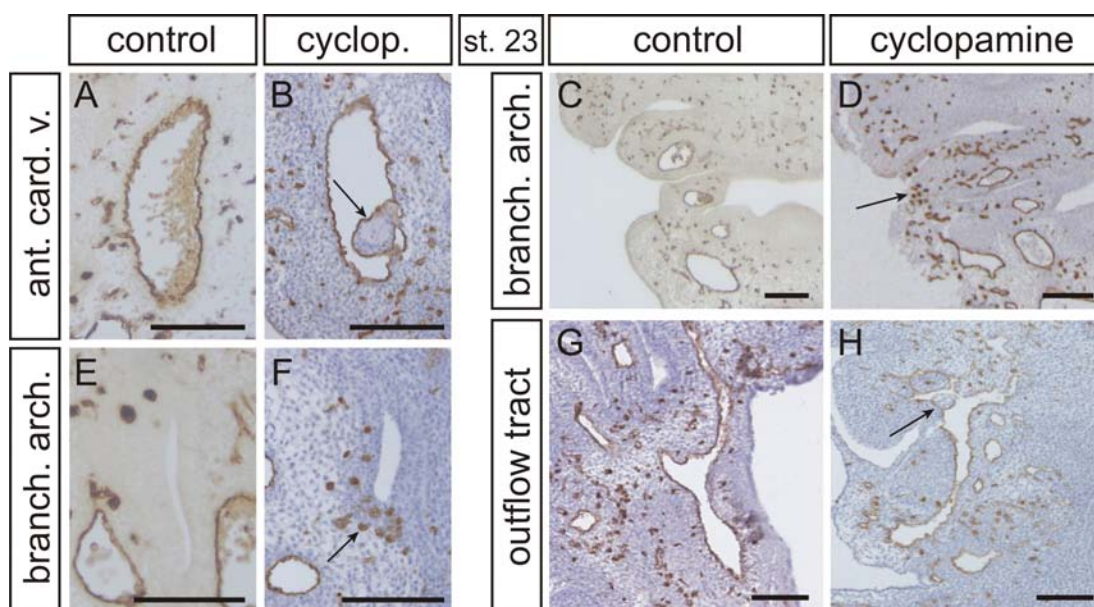 control
cyclop.
st. 23
control
cyclopamine
ant. card. v.
A
B
branch. arch.
C
D
branch. arch.
E
F
outflow tract
G
H